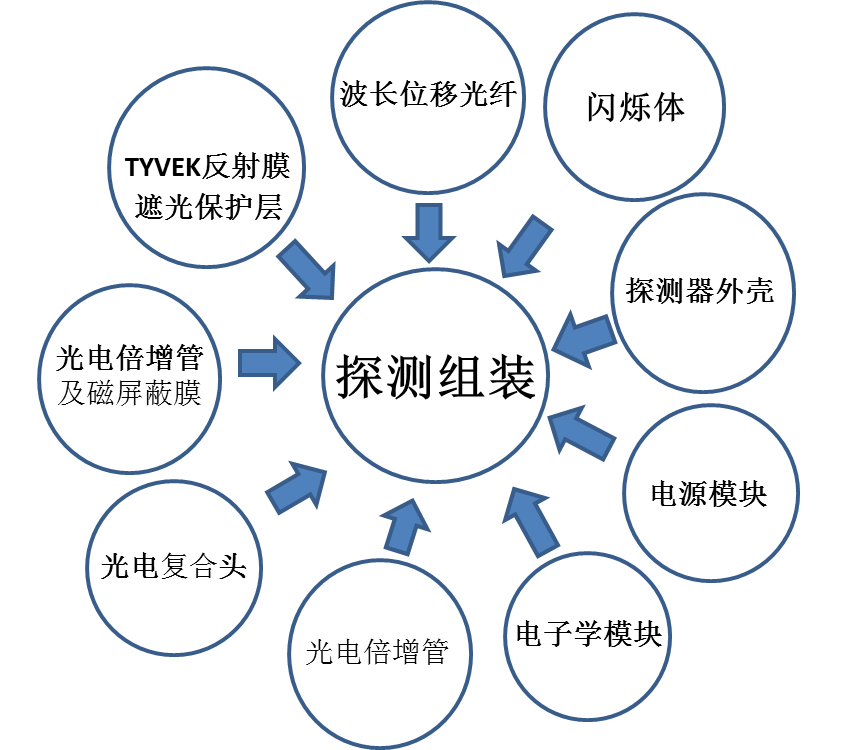 波长位移光纤
闪烁体
TYVEK反射膜
遮光保护层
探测器外壳
光电倍增管
及磁屏蔽膜
探测组装
电源模块
光电复合头
电子学模块
光电倍增管